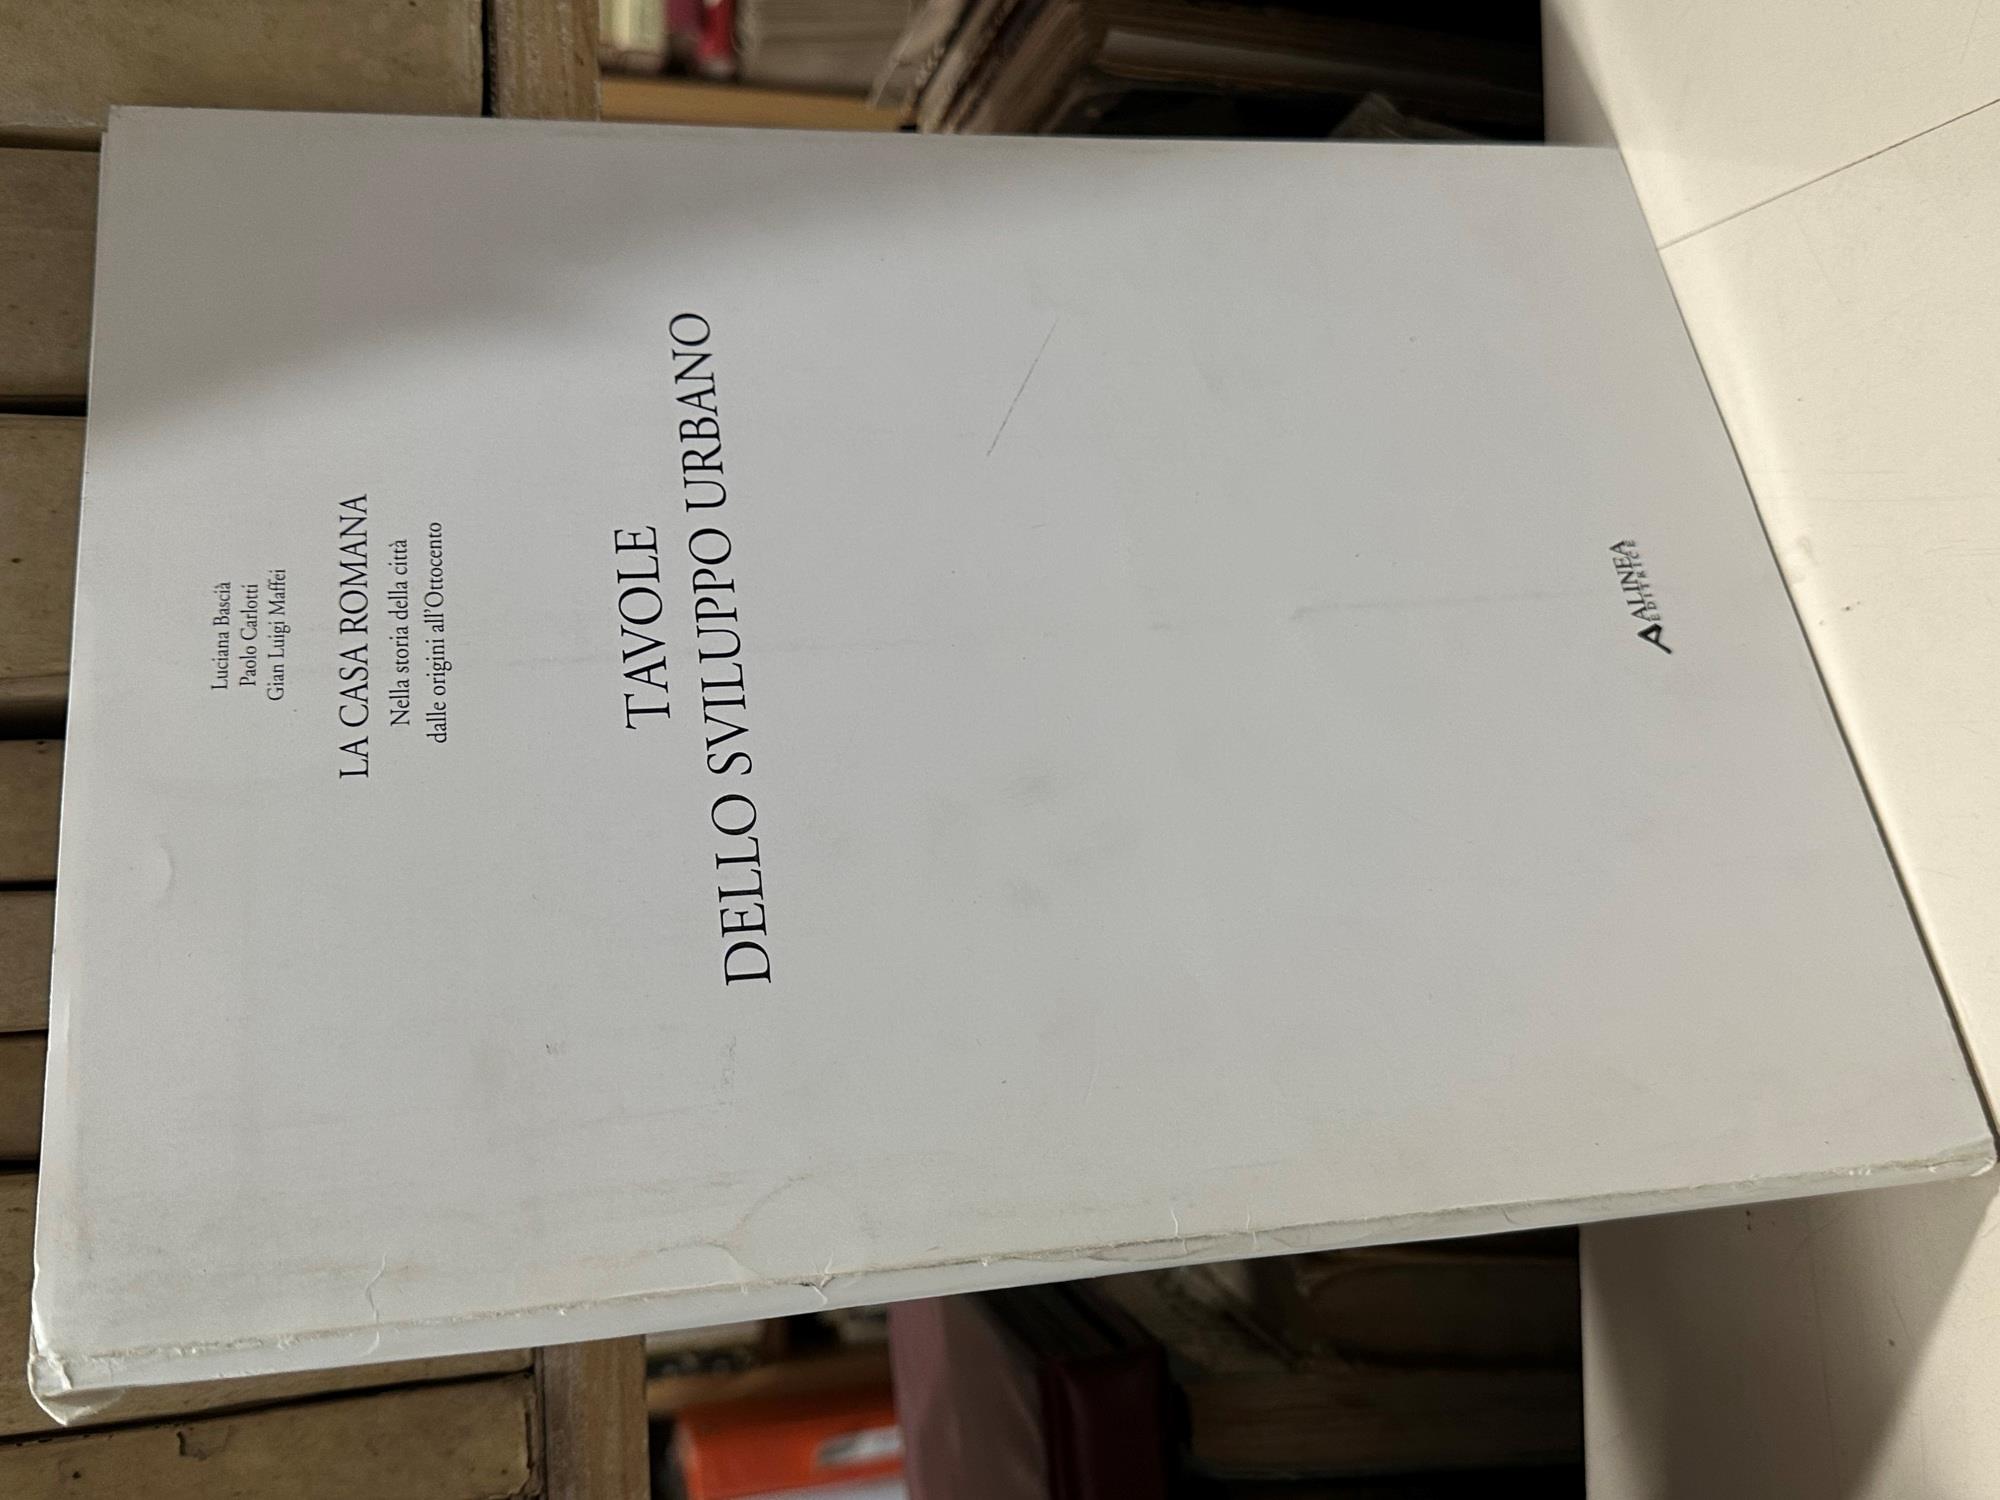 Luciana Bascià
Paolo Carlotti
Gian Luigi Maffei
LA CASA ROMANA
Nella storia della città
dalle origini all'Ottocento
TAVOLE
DELLO SVILUPPO URBANO
ALINEA
EDITRICE